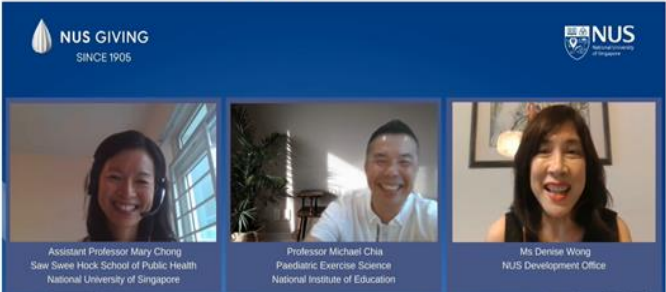 NUS GIVING
SINCE 1905
NUS
National University
of Singapore
Assistant Professor Mary Chong
Saw Swee Hock School of Public Health
National University of Singapore
Professor Michael Chia
Paediatric Exercise Science
National Institute of Education
Ms Denise Wong
NUS Development Office